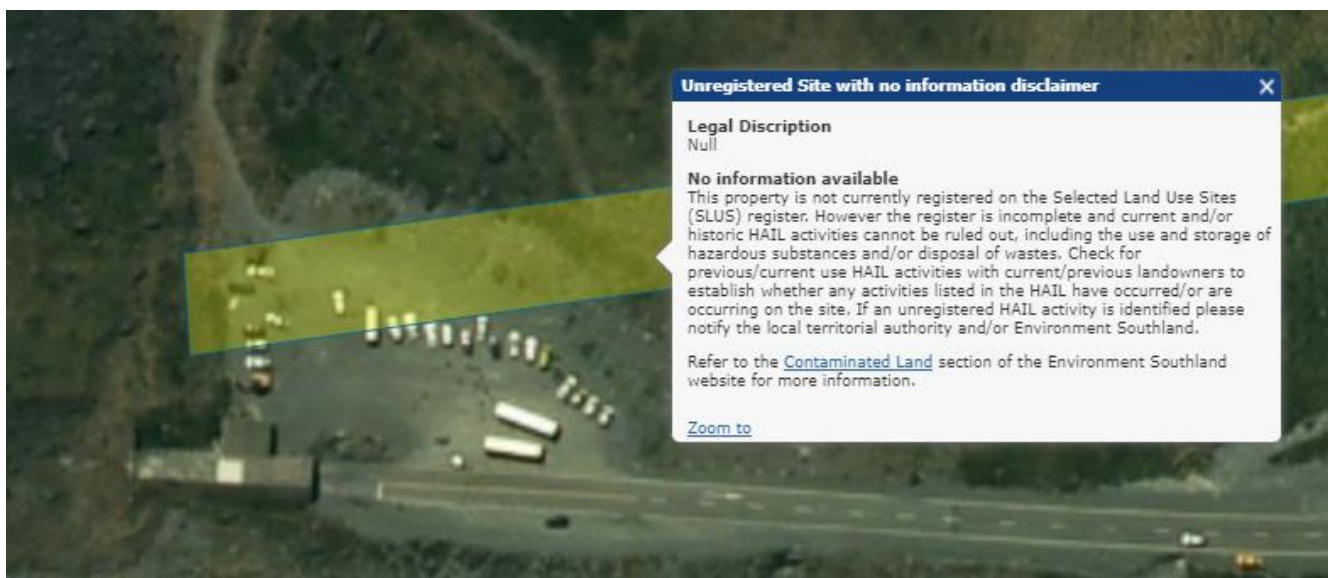 Unregistered Site with no information disclaimer
Legal Discription
Null
No information available
This property is not currently registered on the Selected Land Use Sites
(SLUS) register. However the register is incomplete and current and/or
historic HAIL activities cannot be ruled out, including the use and storage of
hazardous substances and/or disposal of wastes. Check for
previous/current use HAIL activities with current/previous landowners to
establish whether any activities listed in the HAIL have occurred/or are
occurring on the site. If an unregistered HAIL activity is identified please
notify the local territorial authority and/or Environment Southland.
Refer to the Contaminated Land section of the Environment Southland
website for more information.
Zoom to